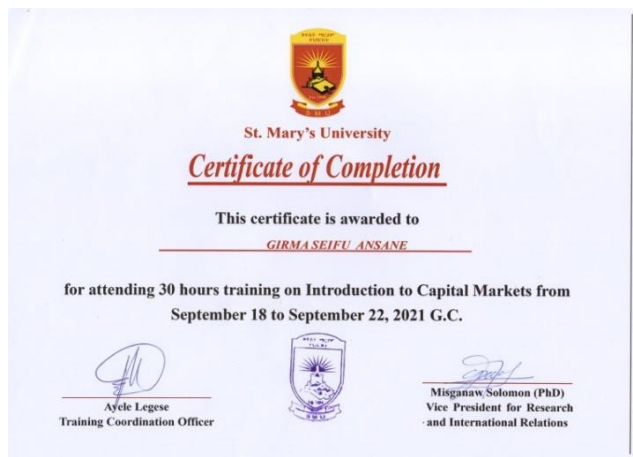 SMU
St. Mary's University
Certificate of Completion
This certificate is awarded to
GIRMA SEIFU ANSANE
for attending 30 hours training on Introduction to Capital Markets from
September 18 to September 22, 2021 G.C.
Ayele Legese
Training Coordination Officer
SMU
Misganaw Solomon (PhD)
Vice President for Research
and International Relations